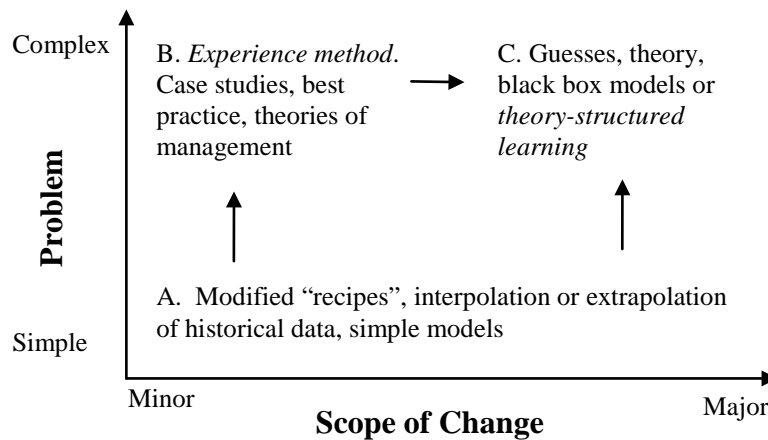 Complex
B. Experience method.
Case studies, best
practice, theories of
management
C. Guesses, theory,
black box models or
theory-structured
learning
Problem
A. Modified “recipes”, interpolation or extrapolation
of historical data, simple models
Simple
Minor
Major
Scope of Change